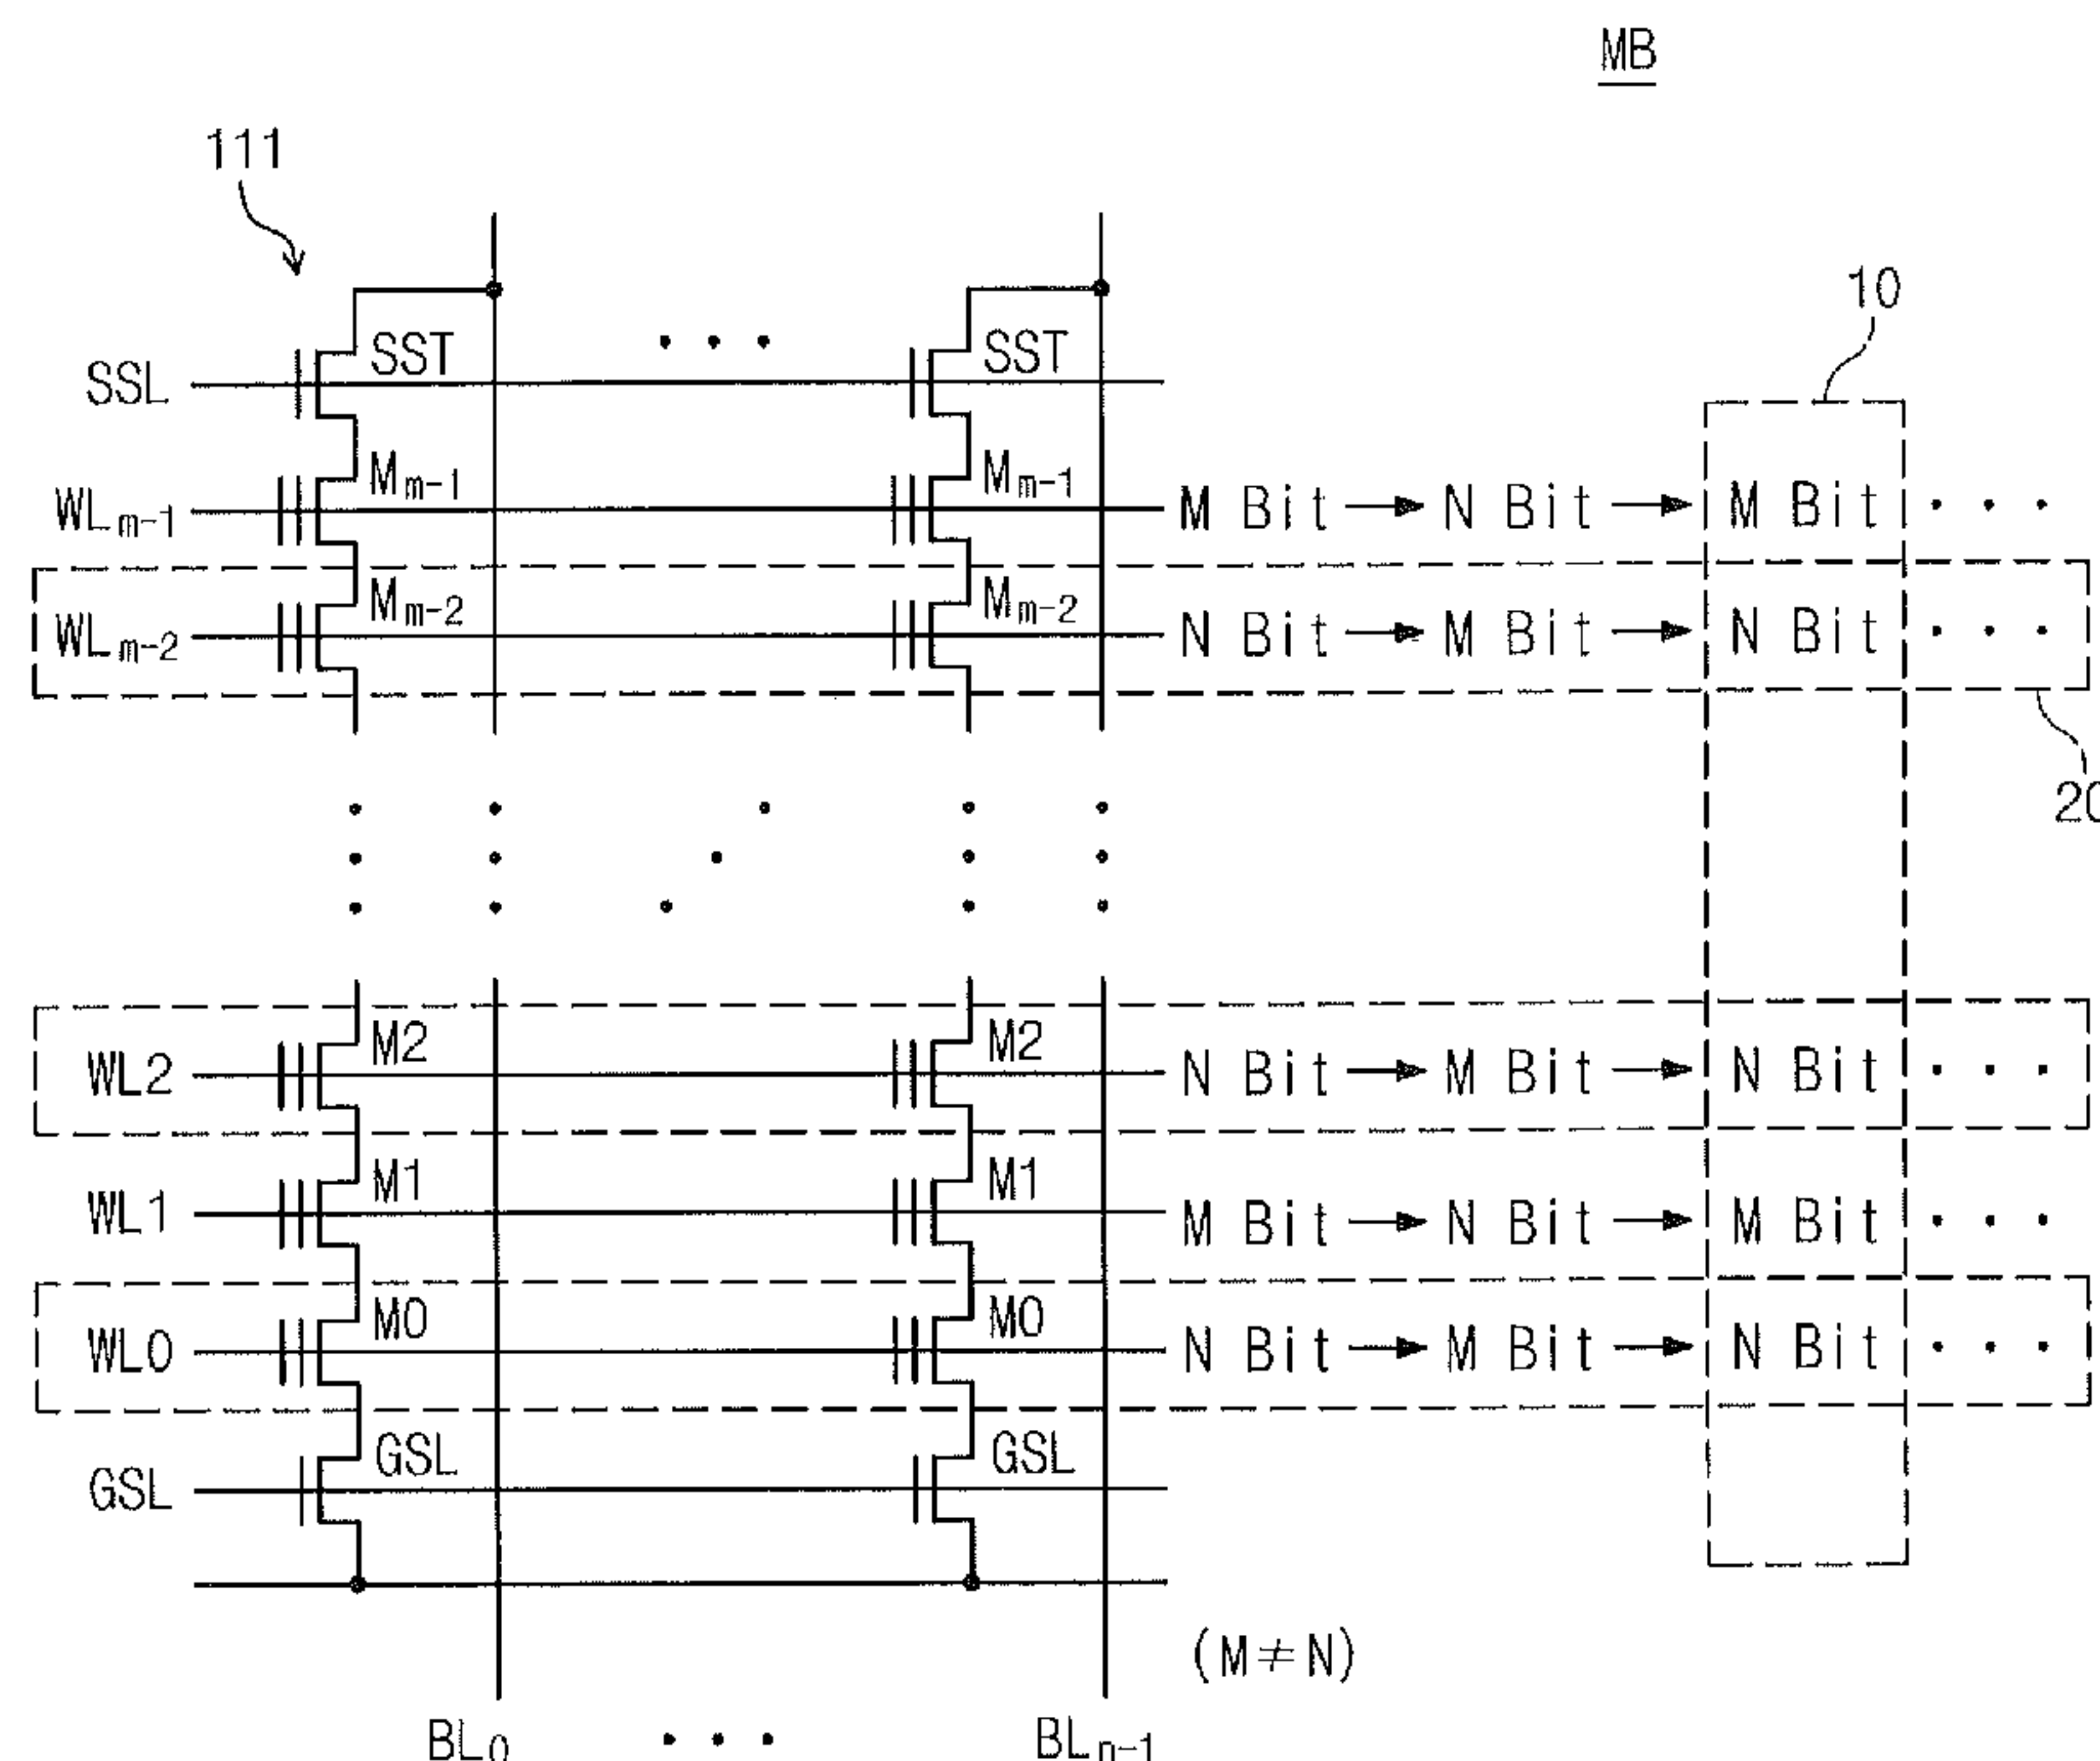 MB
111
10
SSL SST • • • SST
WLm-1 Mm-1 Mm-1 M Bit → N Bit → M Bit • • •
WLm-2 Mm-2 Mm-2 N Bit → M Bit → N Bit • • •
20
WL2 M2 M2 N Bit → M Bit → N Bit • • •
WL1 M1 M1 M Bit → N Bit → M Bit • • •
WL0 M0 M0 N Bit → M Bit → N Bit • • •
GSL GSL GSL
(M≠N)
BL0 • • • BLn-1